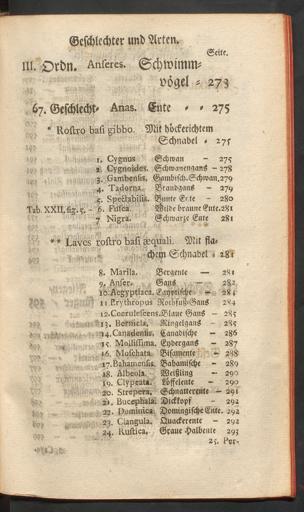 Geschlechter und Arten.
Seite.
III. Ordn. Anseres. Schwimm-
vögel = 273
67. Geschlecht. Anas. Ente = = 275
* Rostro basi gibbo. Mit höckerichtem
Schnabel = 275
1. Cygnus Schwan — 275
2. Cygnoides. Schwanengans — 278
3. Gambensis. Gambisch. Schwan, 279
4. Tadorna. Brandgans — 279
5. Spectabilis. Bunte Ente — 280
Tab. XXII, fig. 5. 6. Fusca. Wilde braune Ente. 281
7 Nigra. Schwarze Ente 281
** Laves rostro basi æquali. Mit fla-
chem Schnabel = 281
8. Marila. Bergente — 281
9. Anser. Gans 282
10. Aegyptiaca. Egyptische — 284
11. Erythropus Rothfuß-Gans 284
12. Coerulescens. Blaue Gans — 285
13. Bernicla. Ringelgans — 285
14. Canadensis. Canadische — 286
15. Mollissima. Eydergans — 287
16. Moschata. Bisamente — 288
17. Bahamensis. Bahamische — 289
18. Albeola. Weißling — 290
19. Clypeata. Löffelente — 290
20. Strepera. Schnatterente — 291
21. Bucephala. Dickkopf — 292
22. Dominica. Domingische Ente. 292
23. Clangula. Quackerente — 292
24. Rustica. Graue Halbente 293
25. Per-